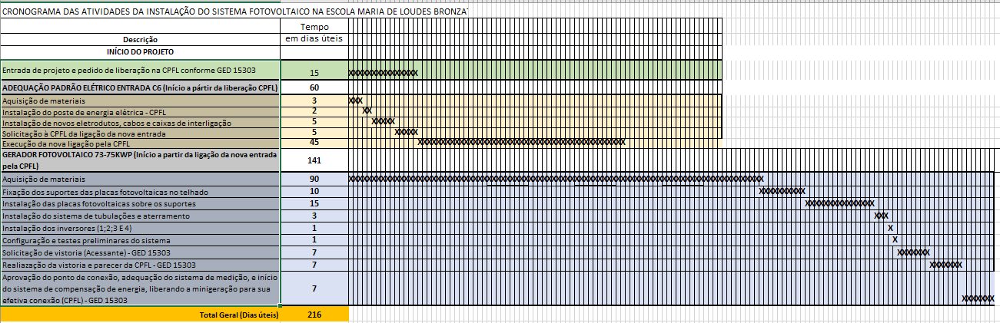 CRONOGRAMA DAS ATIVIDADES DA INSTALAÇÃO DO SISTEMA FOTOVOLTAICO NA ESCOLA MARIA DE LOUDES BRONZA
Tempo
Descrição em dias úteis
INÍCIO DO PROJETO
Entrada de projeto e pedido de liberação na CPFL conforme GED 15303 15 XXXXXXXXXXXXXXX
ADEQUAÇÃO PADRÃO ELÉTRICO ENTRADA C6 (Início a pártir da liberação CPFL) 60
Aquisição de materiais 3 XXX
Instalação do poste de energia elétrica - CPFL 2 XX
Instalação de novos eletrodutos, cabos e caixas de interligação 5 XXXXX
Solicitação à CPFL da ligação da nova entrada 5 XXXXX
Execução da nova ligação pela CPFL 45 XXXXXXXXXXXXXXXXXXXXXXXXXXXXXXXXXXXXXXXXXXXXX
GERADOR FOTOVOLTAICO 73-75KWP (Início a partir da ligação da nova entrada
pela CPFL) 141
Aquisição de materiais 90 XXXXXXXXXXXXXXXXXXXXXXXXXXXXXXXXXXXXXXXXXXXXXXXXXXXXXXXXXXXXXXXXXXXXXXXXXXXXXXXXXXXXXXXXXX
Fixação dos suportes das placas fotovoltaicas no telhado 10 XXXXXXXXXX
Instalação das placas fotovoltaicas sobre os suportes 15 XXXXXXXXXXXXXXX
Instalação do sistema de tubulações e aterramento 3 XXX
Instalação dos inversores (1;2;3 E 4) 1 X
Configuração e testes preliminares do sistema 1 X
Solicitação de vistoria (Acessante) - GED 15303 7 XXXXXXX
Realiazação da vistoria e parecer da CPFL - GED 15303 7 XXXXXXX
Aprovação do ponto de conexão, adequação do sistema de medição, e início
do sistema de compensação de energia, liberando a minigeração para sua
efetiva conexão (CPFL) - GED 15303 7 XXXXXXX
Total Geral (Dias úteis) 216